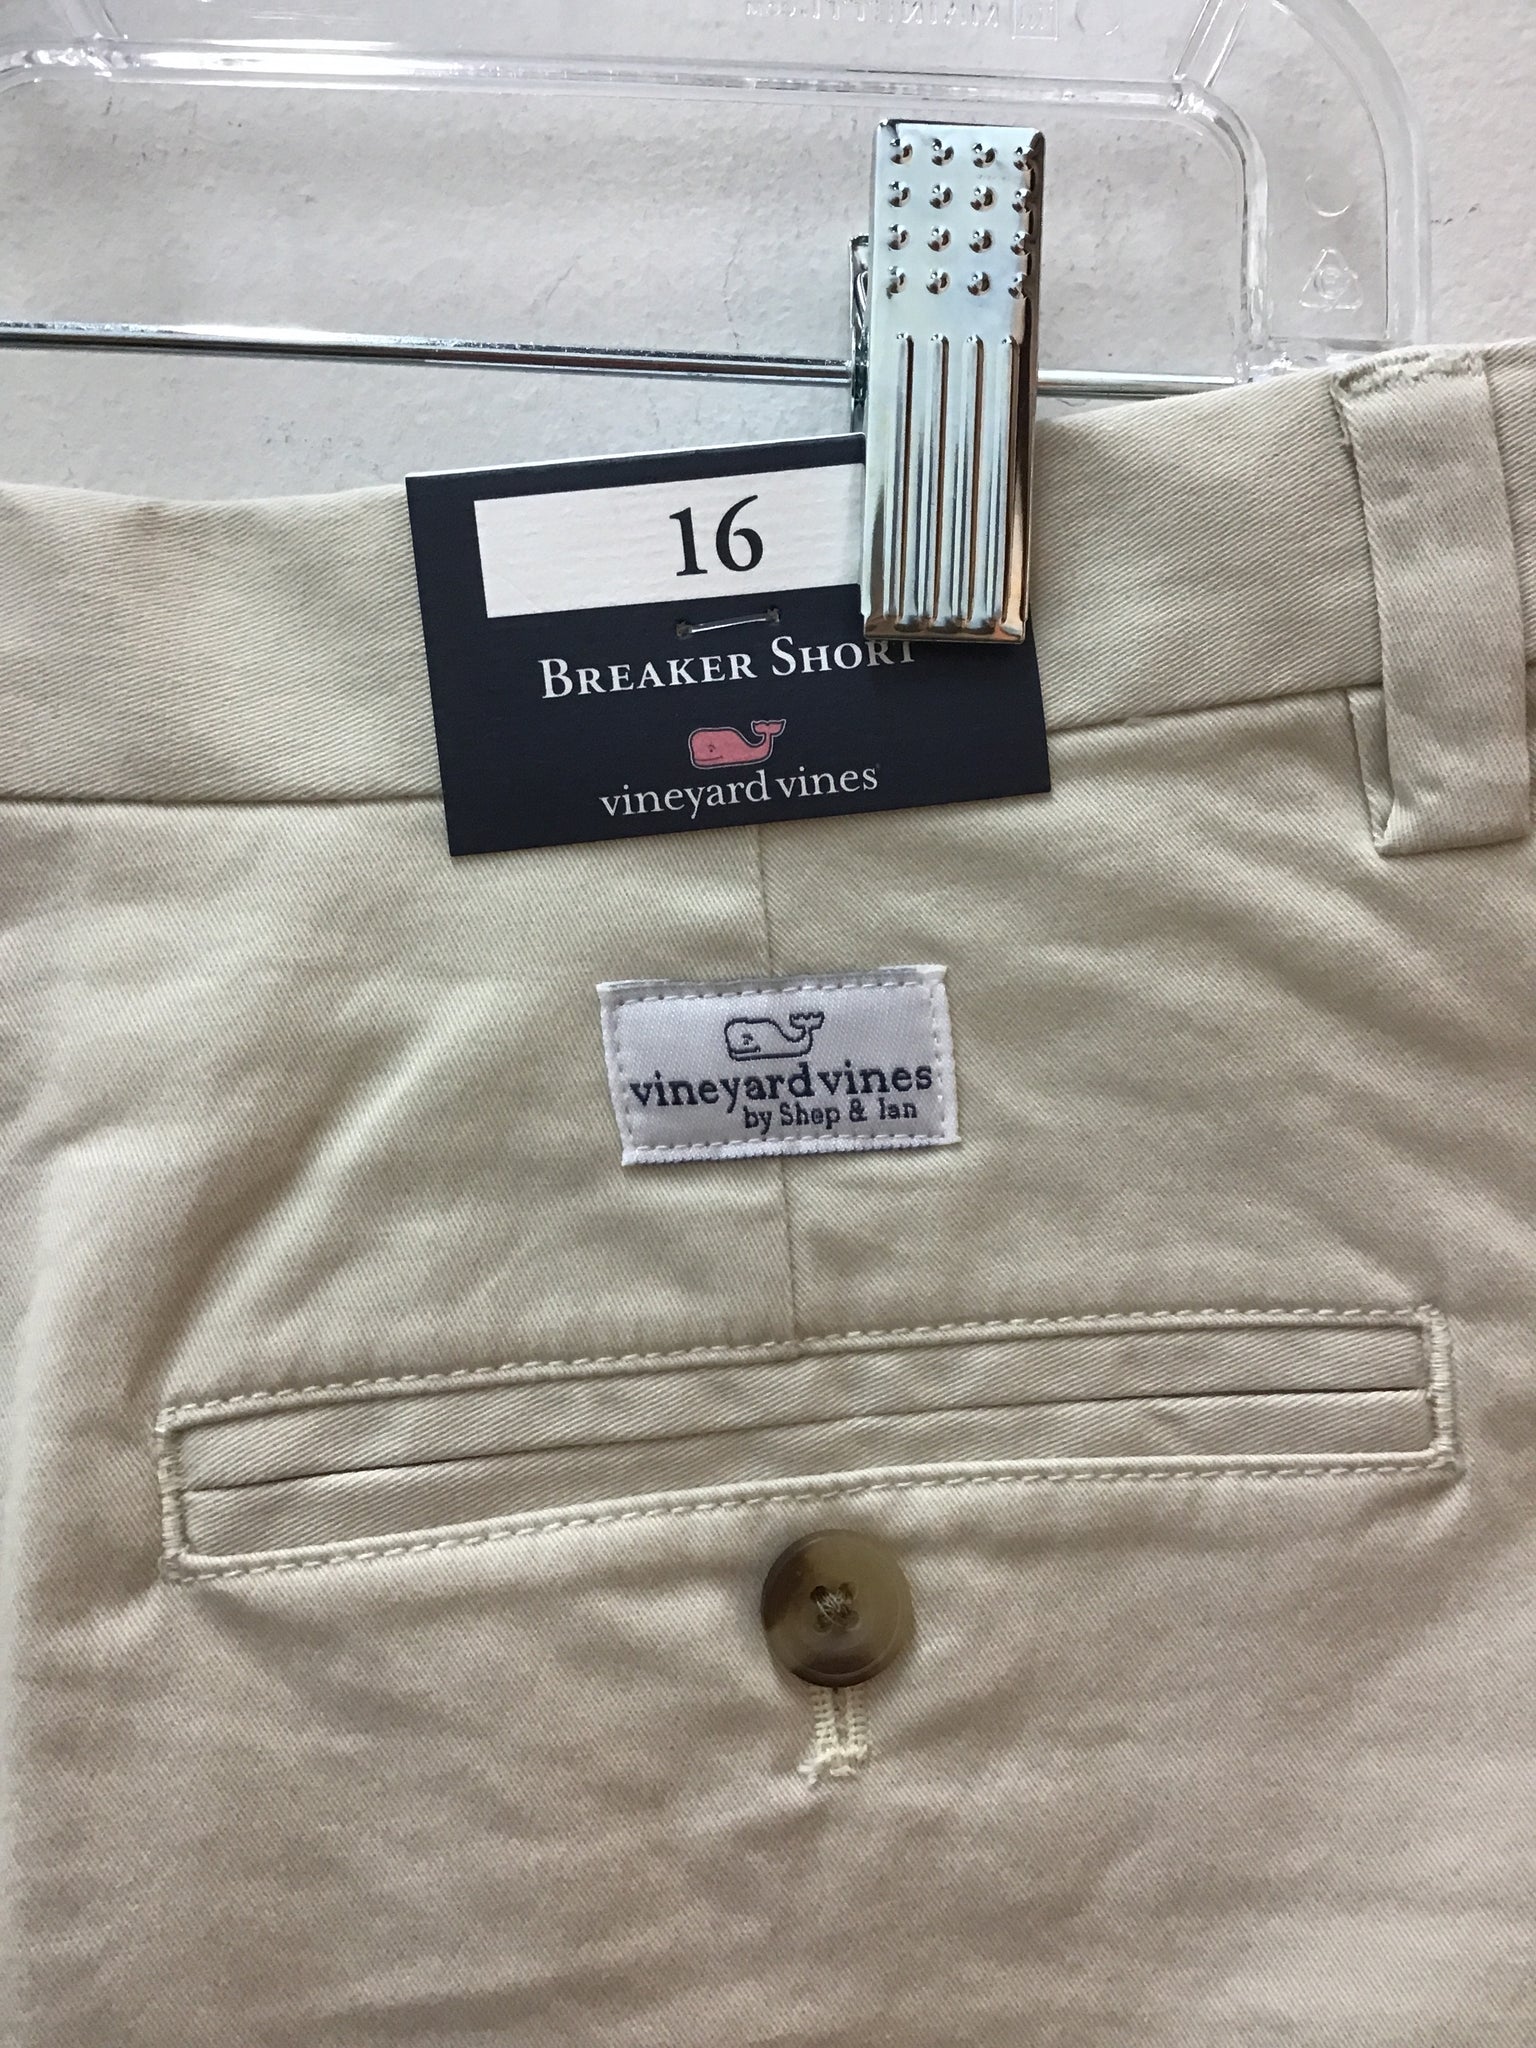 16
BREAKER SHORT
vineyard vines
vineyard vines
by Shep & Ian